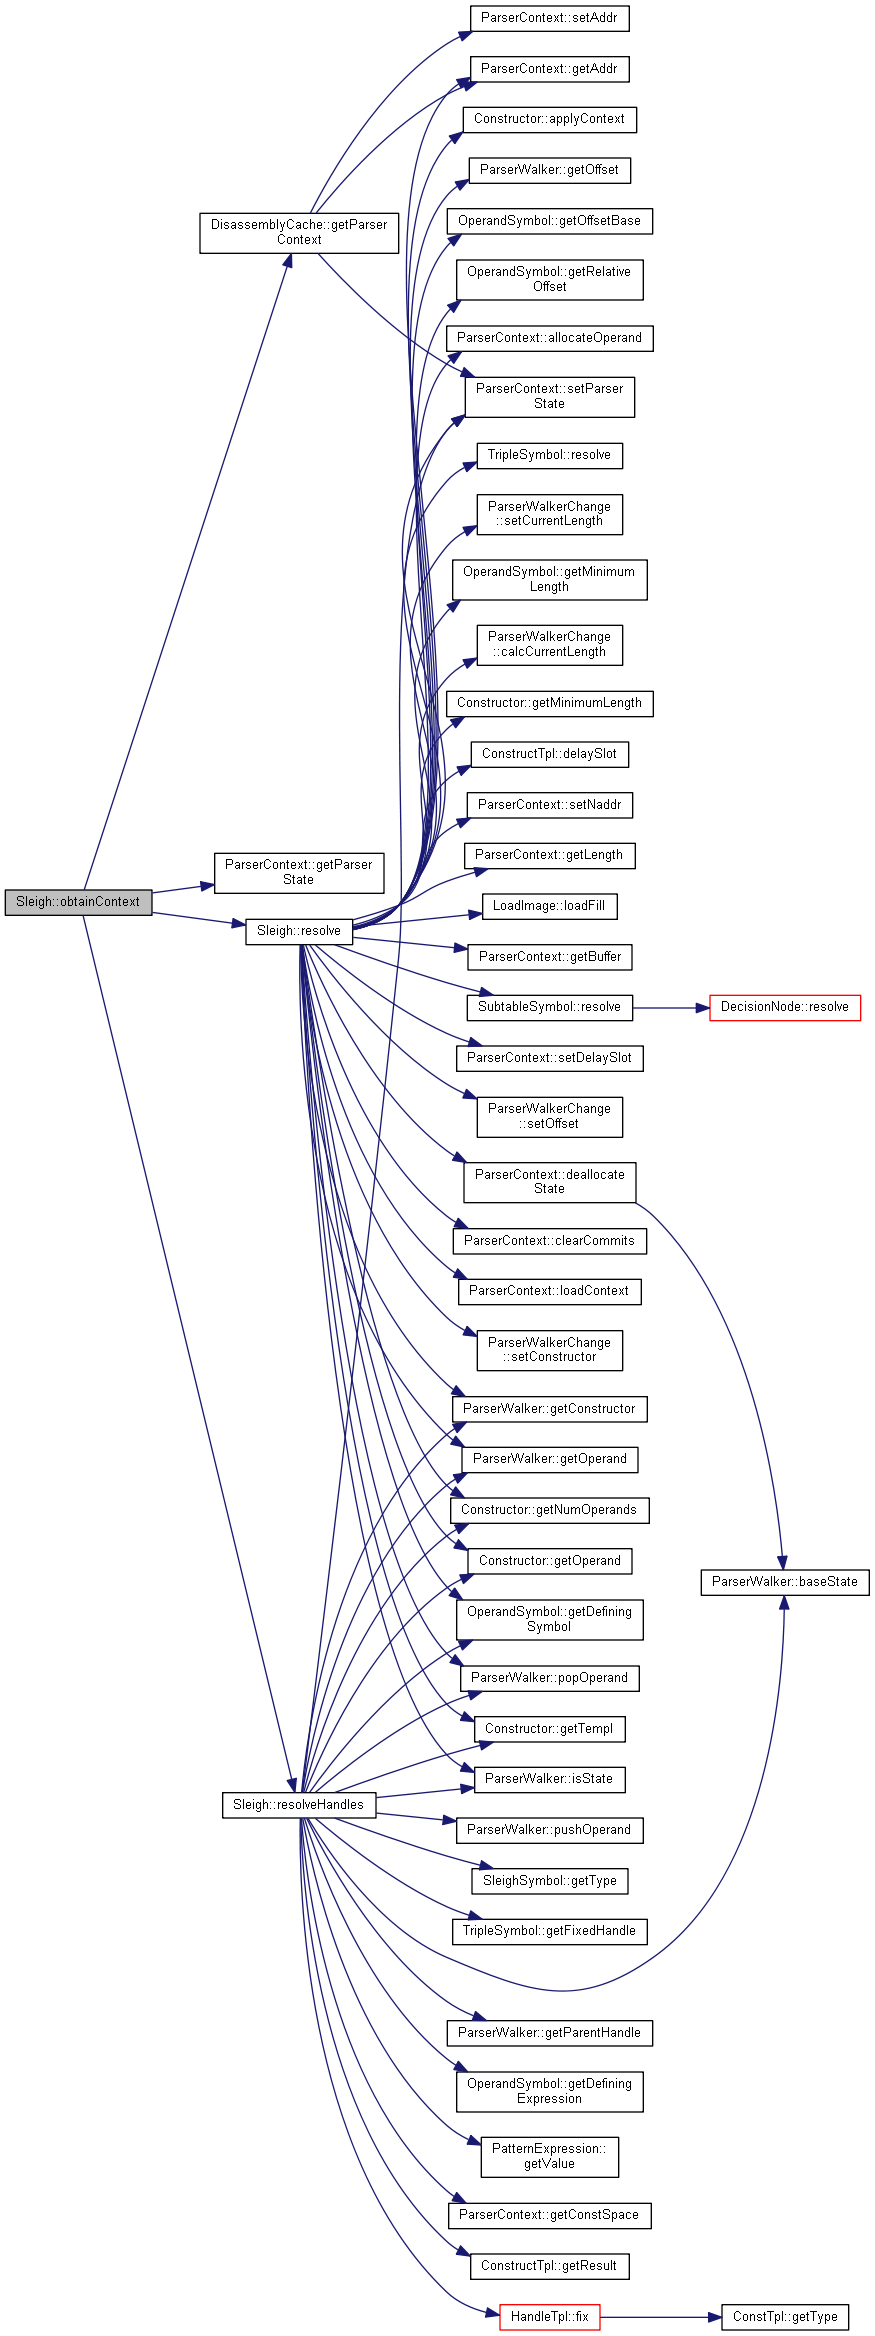 ParserContext::setAddr
ParserContext::getAddr
Constructor::applyContext
ParserWalker::getOffset
DisassemblyCache::getParser
Context
OperandSymbol::getOffsetBase
OperandSymbol::getRelative
Offset
ParserContext::allocateOperand
ParserContext::setParser
State
TripleSymbol::resolve
ParserWalkerChange
::setCurrentLength
OperandSymbol::getMinimum
Length
ParserWalkerChange
::calcCurrentLength
Constructor::getMinimumLength
ConstructTpl::delaySlot
ParserContext::setNaddr
ParserContext::getLength
ParserContext::getParser
State
Sleigh::obtainContext
LoadImage::loadFill
Sleigh::resolve
ParserContext::getBuffer
SubtableSymbol::resolve
DecisionNode::resolve
ParserContext::setDelaySlot
ParserWalkerChange
::setOffset
ParserContext::deallocate
State
ParserContext::clearCommits
ParserContext::loadContext
ParserWalkerChange
::setConstructor
ParserWalker::getConstructor
ParserWalker::getOperand
Constructor::getNumOperands
Constructor::getOperand
ParserWalker::baseState
OperandSymbol::getDefining
Symbol
ParserWalker::popOperand
Constructor::getTempl
ParserWalker::isState
Sleigh::resolveHandles
ParserWalker::pushOperand
SleighSymbol::getType
TripleSymbol::getFixedHandle
ParserWalker::getParentHandle
OperandSymbol::getDefining
Expression
PatternExpression::
getValue
ParserContext::getConstSpace
ConstructTpl::getResult
HandleTpl::fix
ConstTpl::getType